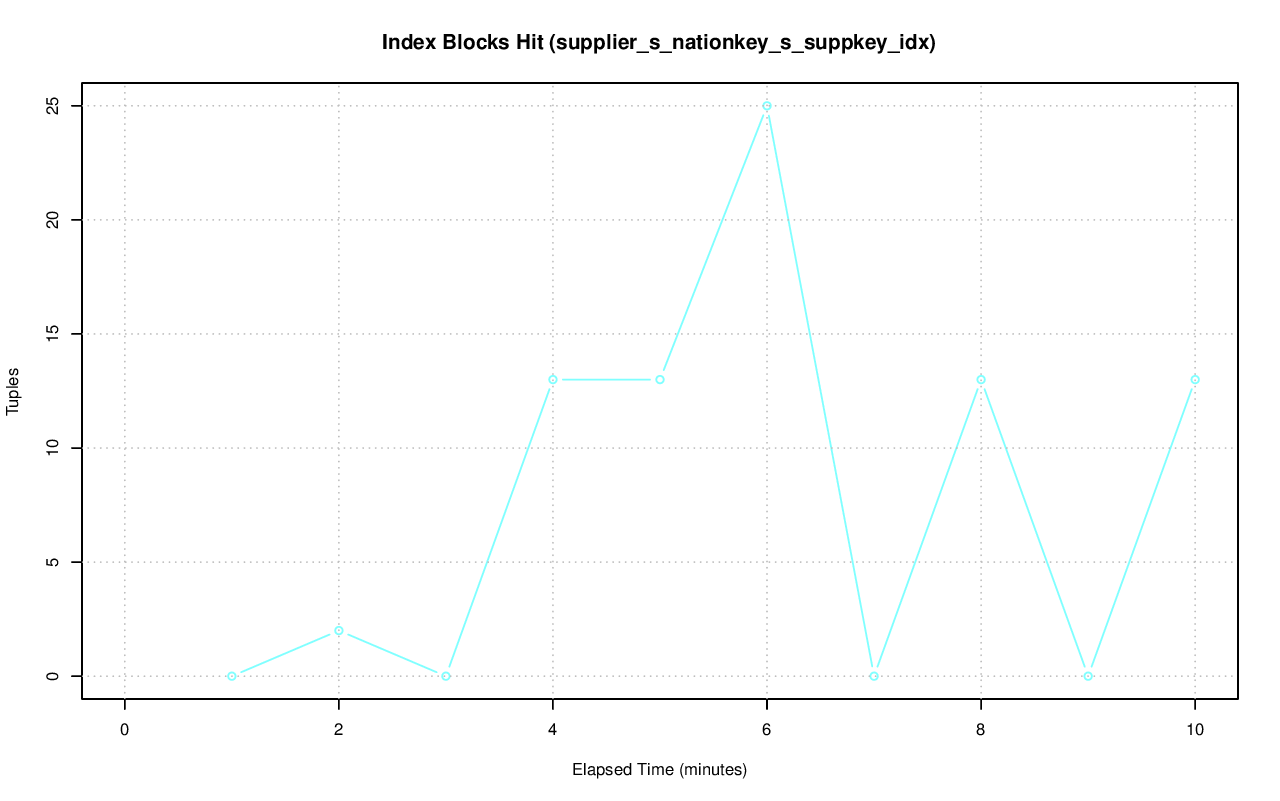 Index Blocks Hit (supplier_s_nationkey_s_suppkey_idx)
25
20
15
10
5
0
Tuples
0 2 4 6 8 10
Elapsed Time (minutes)